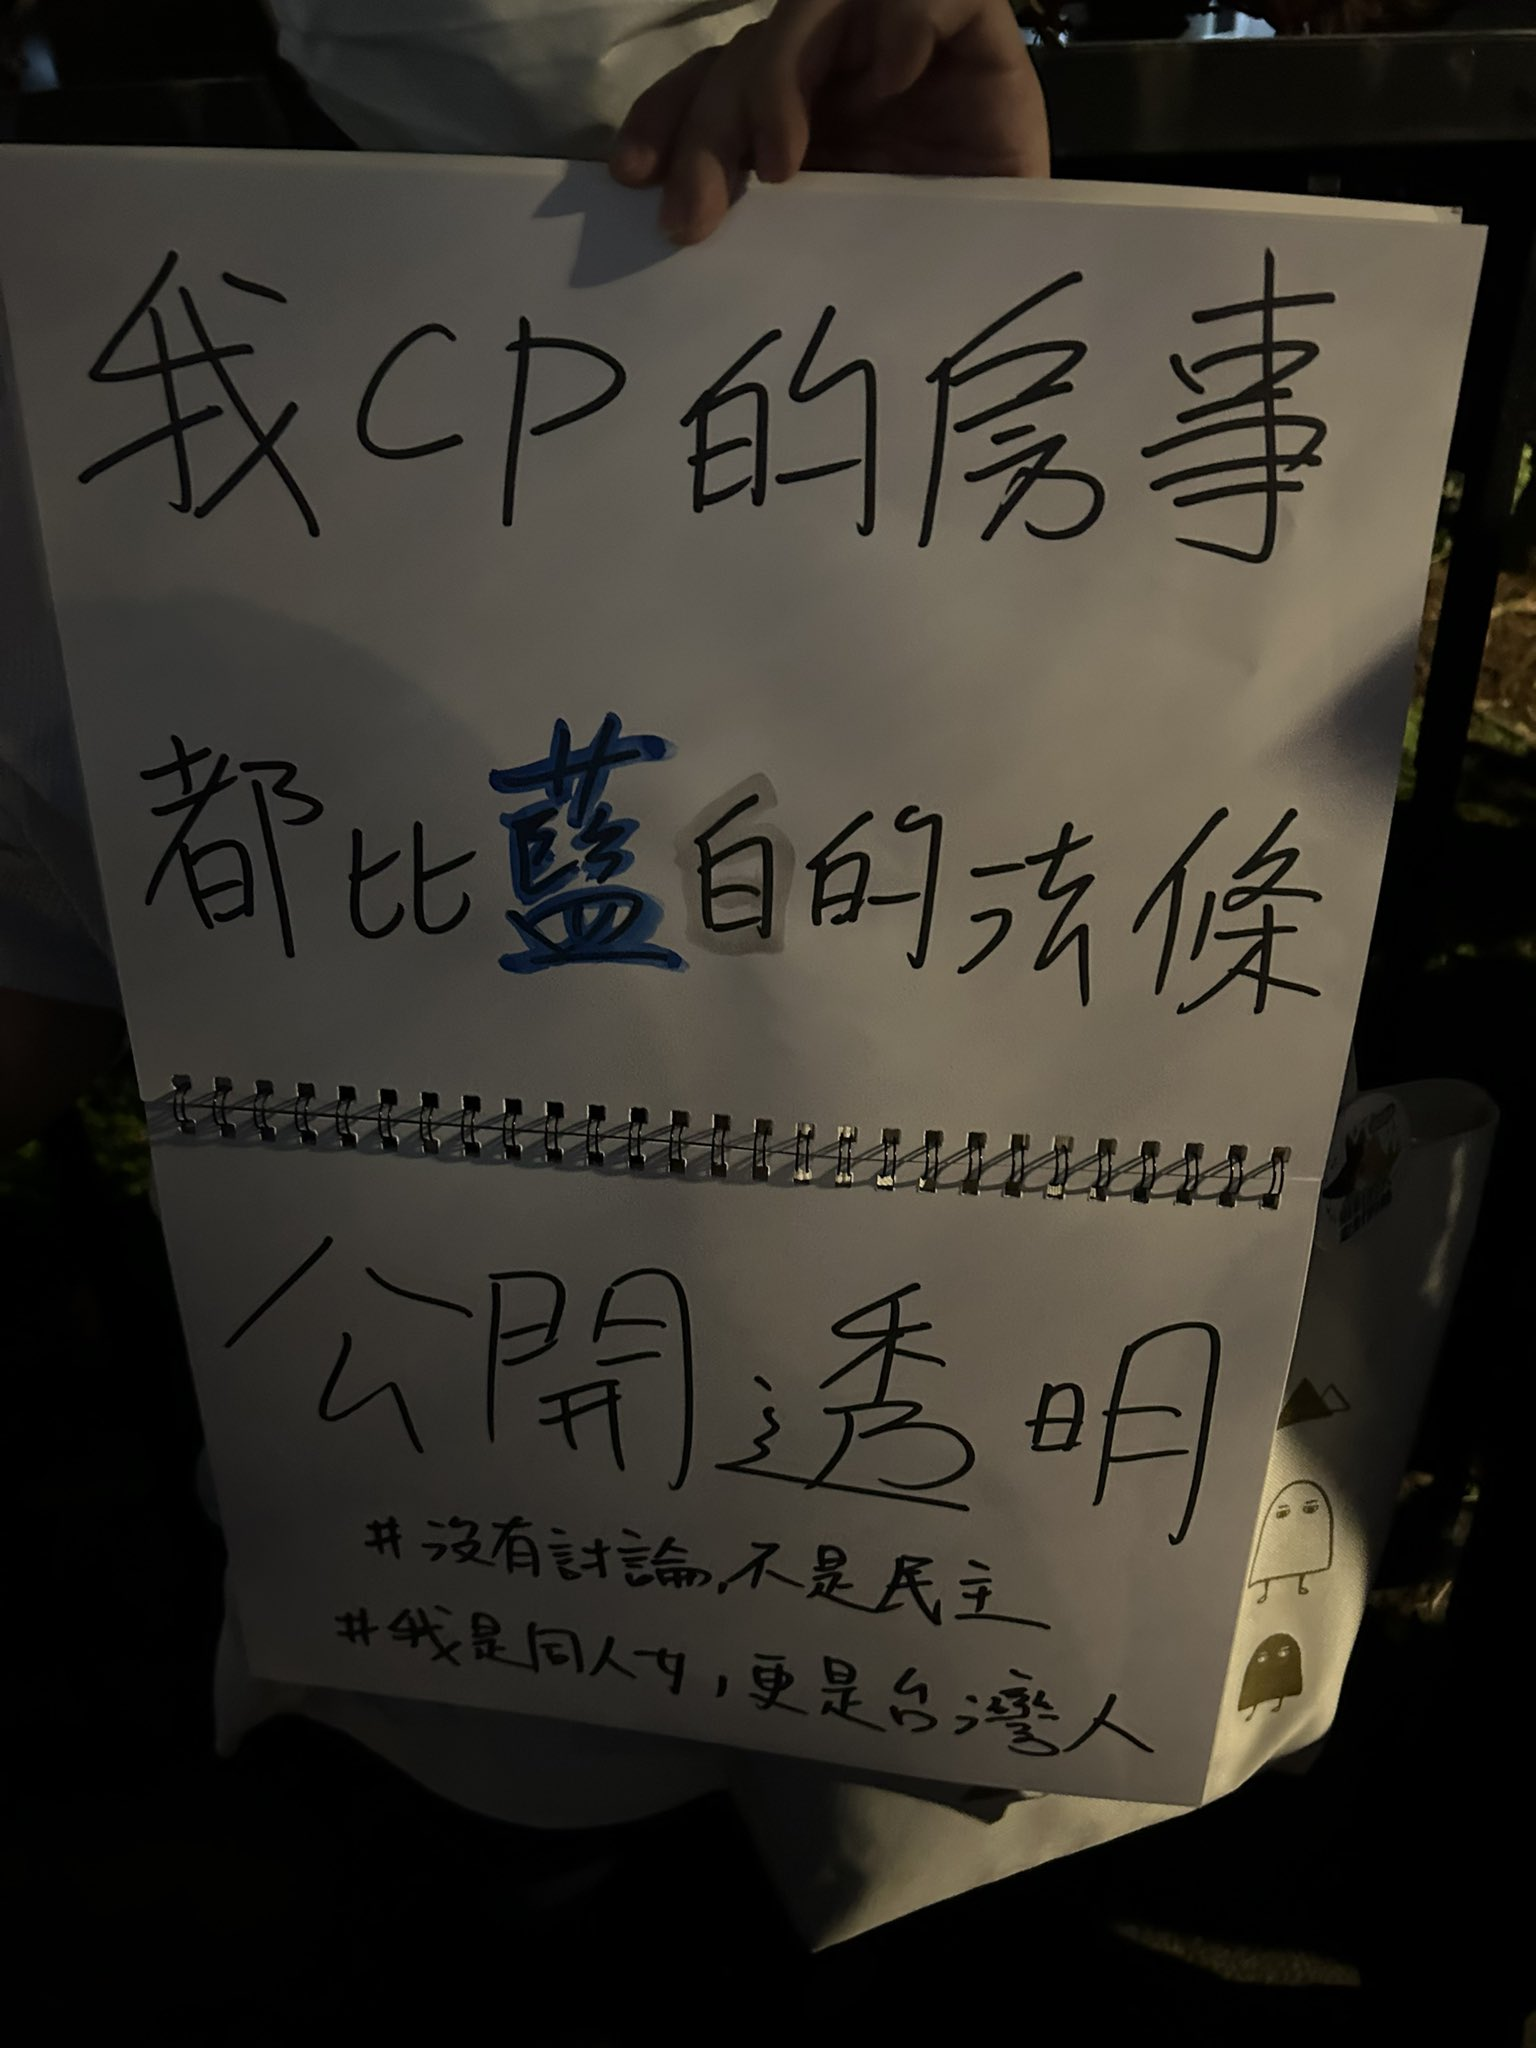 我CP的房事
都比藍白的法條
公開透明
#沒有討論,不是民主
#我是同人女,更是台灣人